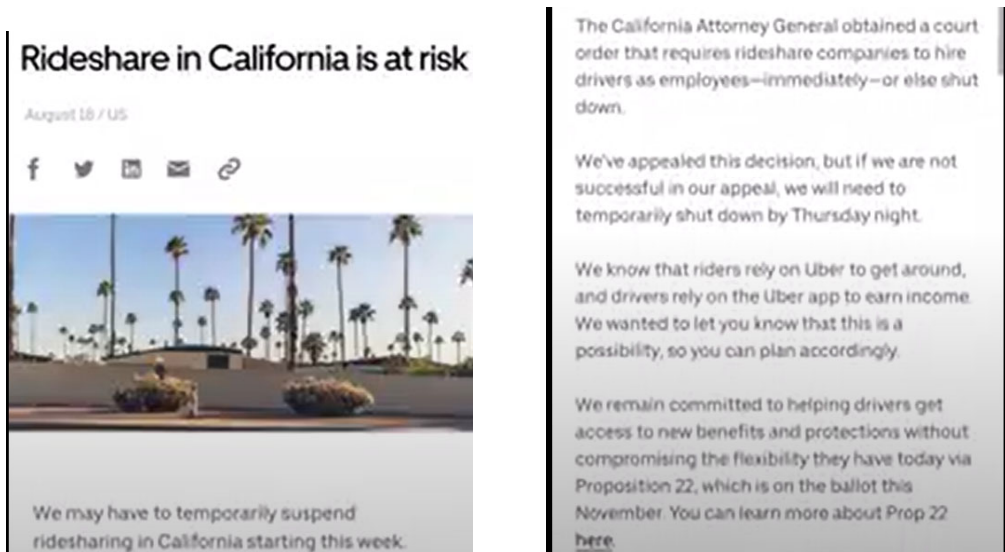 Rideshare in California is at risk
August 18 / US
We may have to temporarily suspend
ridesharing in California starting this week.
The California Attorney General obtained a court
order that requires rideshare companies to hire
drivers as employees—immediately—or else shut
down.
We've appealed this decision, but if we are not
successful in our appeal, we will need to
temporarily shut down by Thursday night.
We know that riders rely on Uber to get around,
and drivers rely on the Uber app to earn income.
We wanted to let you know that this is a
possibility, so you can plan accordingly.
We remain committed to helping drivers get
access to new benefits and protections without
compromising the flexibility they have today via
Proposition 22, which is on the ballot this
November. You can learn more about Prop 22
here.